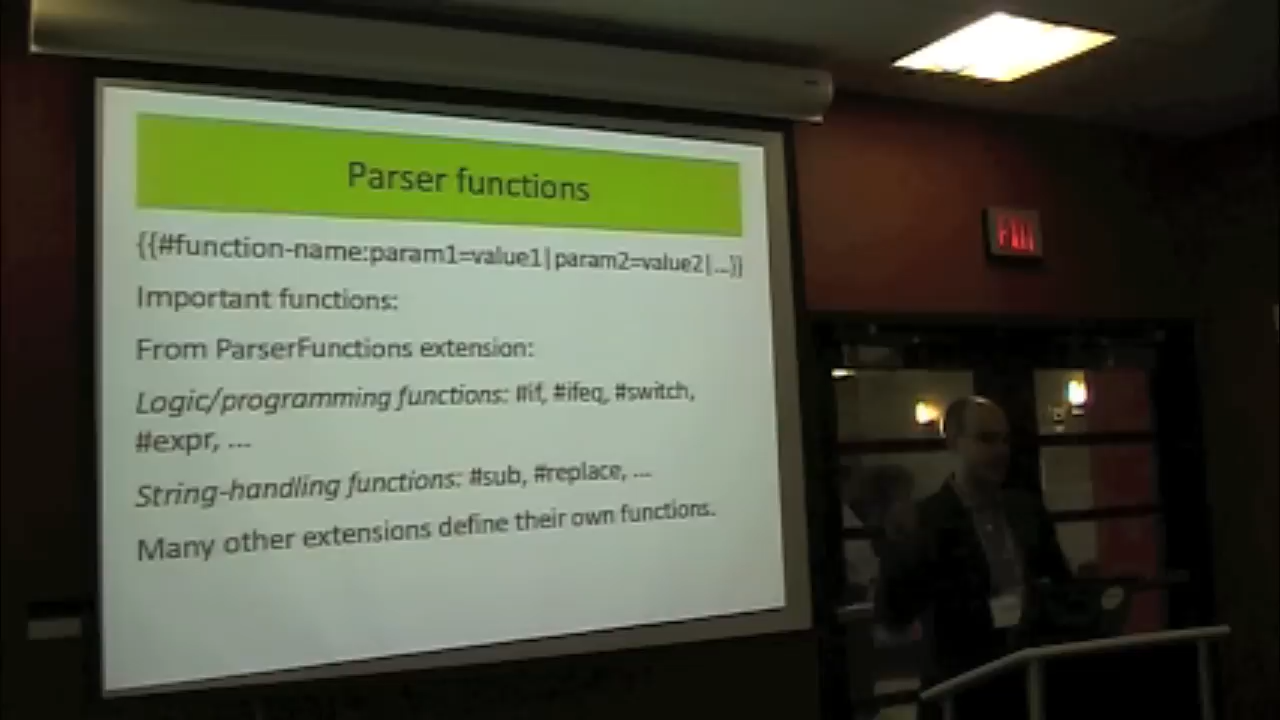 Parser functions
{{#function-name:param1=value1|param2=value2|...}}
Important functions:
From ParserFunctions extension:
Logic/programming functions: #if, #ifeq, #switch,
#expr, ...
String-handling functions: #sub, #replace, ...
Many other extensions define their own functions.
EXIT